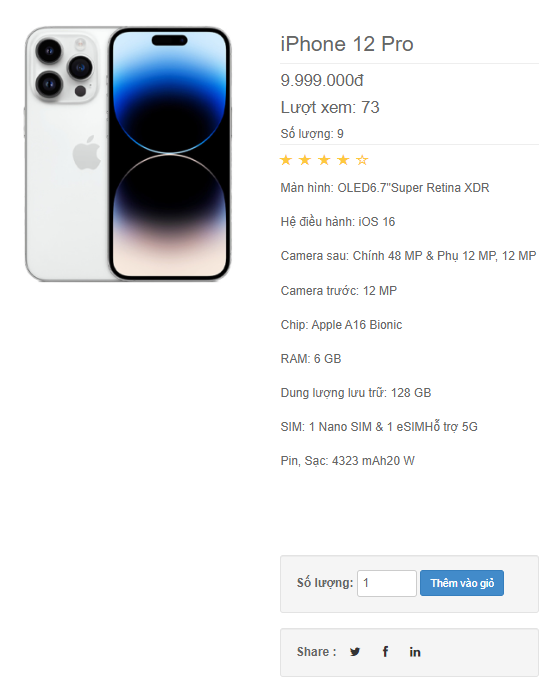 iPhone 12 Pro
9.999.000đ
Lượt xem: 73
Số lượng: 9
Màn hình: OLED6.7"Super Retina XDR
Hệ điều hành: iOS 16
Camera sau: Chính 48 MP & Phụ 12 MP, 12 MP
Camera trước: 12 MP
Chip: Apple A16 Bionic
RAM: 6 GB
Dung lượng lưu trữ: 128 GB
SIM: 1 Nano SIM & 1 eSIMHỗ trợ 5G
Pin, Sạc: 4323 mAh20 W
Số lượng: 1 Thêm vào giỏ
Share :